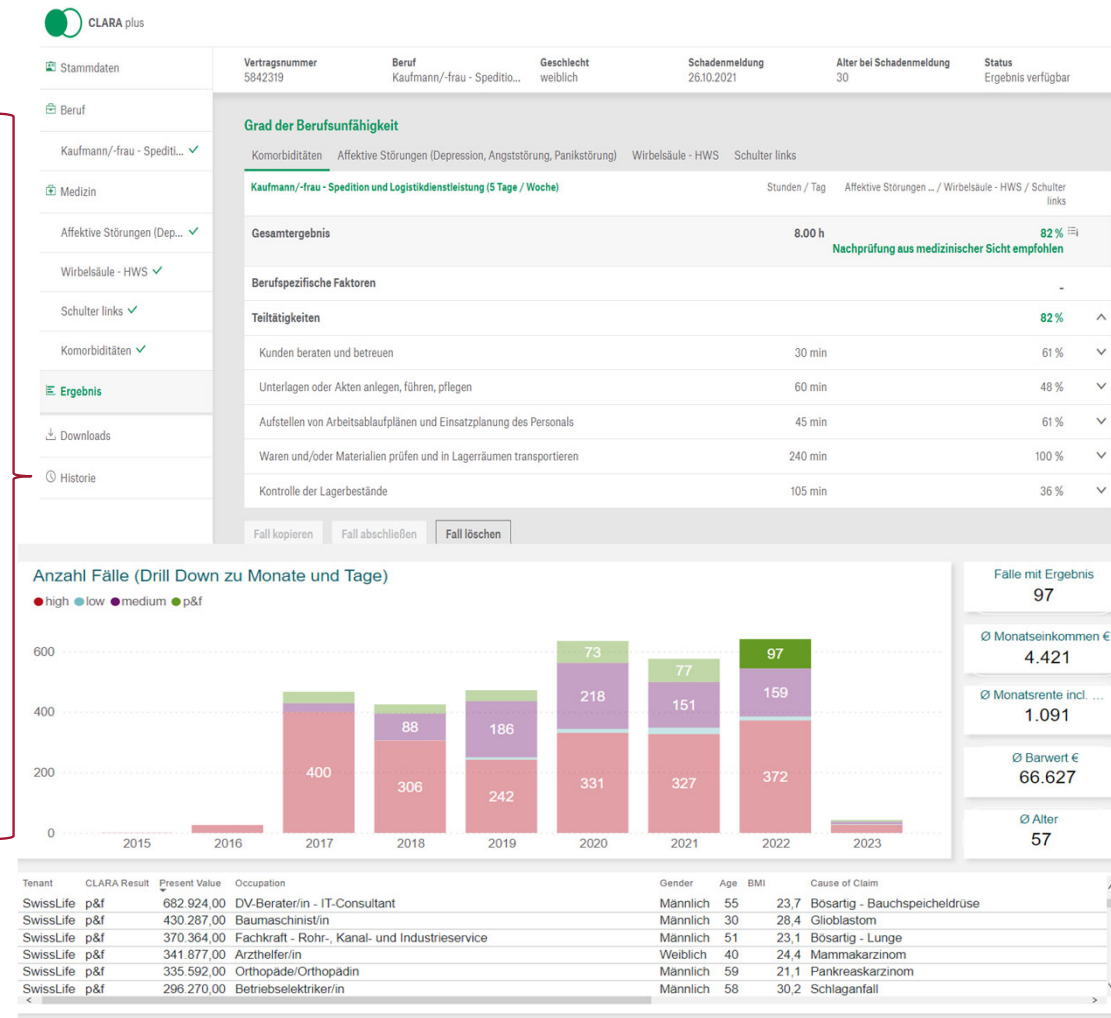 CLARA plus
Stammdaten
Vertragsnummer Beruf Geschlecht Schadenmeldung Alter bei Schadenmeldung Status
5842319 Kaufmann/-frau - Speditio... weiblich 26.10.2021 30 Ergebnis verfügbar
Beruf
Kaufmann/-frau - Spediti...
Medizin
Affektive Störungen (Dep...
Wirbelsäule - HWS
Schulter links
Komorbiditäten
Ergebnis
Downloads
Historie
Grad der Berufsunfähigkeit
Komorbiditäten Affektive Störungen (Depression, Angststörung, Panikstörung) Wirbelsäule - HWS Schulter links
Kaufmann/-frau - Spedition und Logistikdienstleistung (5 Tage / Woche) Stunden / Tag Affektive Störungen ... / Wirbelsäule - HWS / Schulter
links
Gesamtergebnis 8.00 h 82 %
Nachprüfung aus medizinischer Sicht empfohlen
Berufspezifische Faktoren -
Teiltätigkeiten 82 %
Kunden beraten und betreuen 30 min 61 %
Unterlagen oder Akten anlegen, führen, pflegen 60 min 48 %
Aufstellen von Arbeitsablaufplänen und Einsatzplanung des Personals 45 min 61 %
Waren und/oder Materialien prüfen und in Lagerräumen transportieren 240 min 100 %
Kontrolle der Lagerbestände 105 min 36 %
Fall kopieren Fall abschließen Fall löschen
Anzahl Fälle (Drill Down zu Monate und Tage)
high low medium p&f
600
400
200
0
400
88
306
186
242
73
218
331
77
151
327
97
159
372
2015 2016 2017 2018 2019 2020 2021 2022 2023
Fälle mit Ergebnis
97
Ø Monatseinkommen €
4.421
Ø Monatsrente incl. ...
1.091
Ø Barwert €
66.627
Ø Alter
57
Tenant CLARA Result Present Value Occupation Gender Age BMI Cause of Claim
SwissLife p&f 682.924,00 DV-Berater/in - IT-Consultant Männlich 55 23,7 Bösartig - Bauchspeicheldrüse
SwissLife p&f 430.287,00 Baumaschinist/in Männlich 30 28,4 Glioblastom
SwissLife p&f 370.364,00 Fachkraft - Rohr-, Kanal- und Industrieservice Männlich 51 23,1 Bösartig - Lunge
SwissLife p&f 341.877,00 Arzthelfer/in Weiblich 40 24,4 Mammakarzinom
SwissLife p&f 335.592,00 Orthopäde/Orthopädin Männlich 59 21,1 Pankreaskarzinom
SwissLife p&f 296.270,00 Betriebselektriker/in Männlich 58 30,2 Schlaganfall